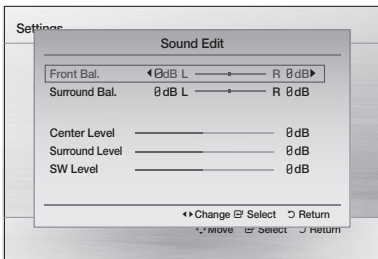 Settings
Sound Edit
Front Bal. 0dB L R 0dB
Surround Bal. 0dB L R 0dB
Center Level 0dB
Surround Level 0dB
SW Level 0dB
Change Select Return
Move Select Return